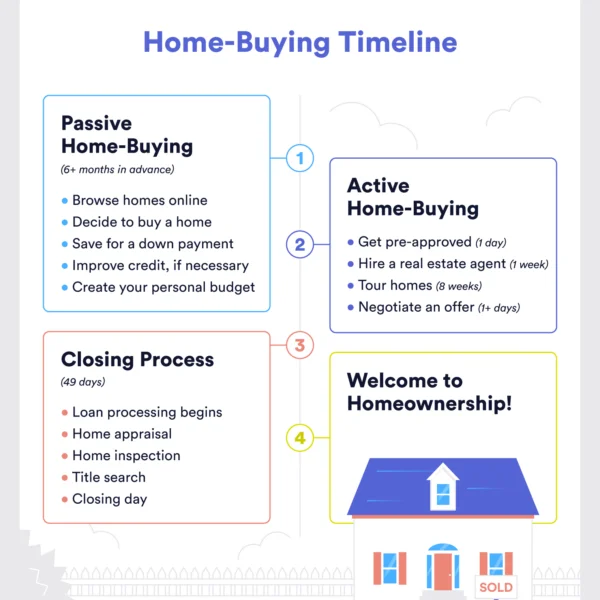 Home-Buying Timeline
Passive
Home-Buying
(6+ months in advance)
• Browse homes online
• Decide to buy a home
• Save for a down payment
• Improve credit, if necessary
• Create your personal budget
1
Active
Home-Buying
• Get pre-approved (1 day)
• Hire a real estate agent (1 week)
• Tour homes (8 weeks)
• Negotiate an offer (1+ days)
2
3
Closing Process
(49 days)
• Loan processing begins
• Home appraisal
• Home inspection
• Title search
• Closing day
4
Welcome to
Homeownership!
SOLD